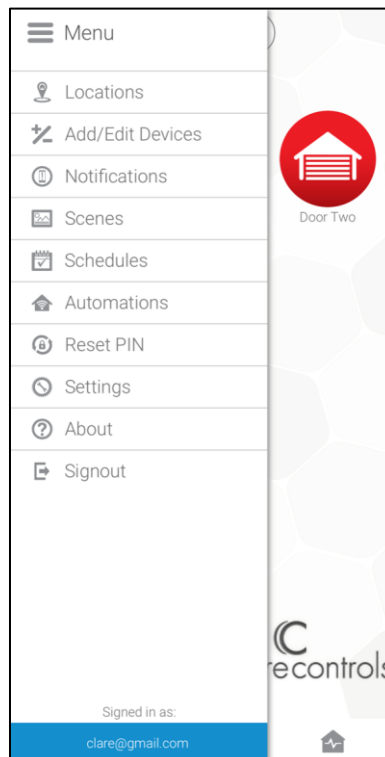 Menu
Locations
Add/Edit Devices
Notifications
Scenes
Schedules
Automations
Reset PIN
Settings
About
Signout
Door Two
recontrols
Signed in as:
clare@gmail.com